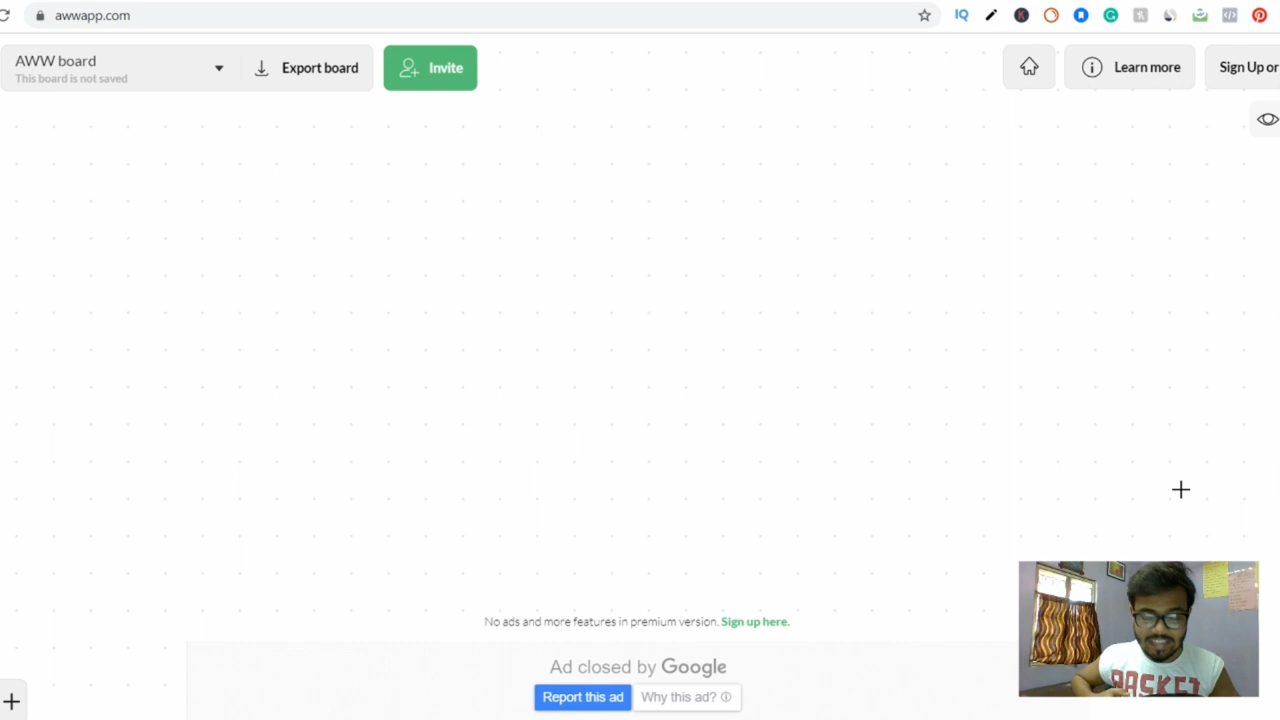 awwapp.com
AWW board
This board is not saved
Export board
Invite
Learn more
Sign Up or
No ads and more features in premium version. Sign up here.
Ad closed by Google
Report this ad
Why this ad?